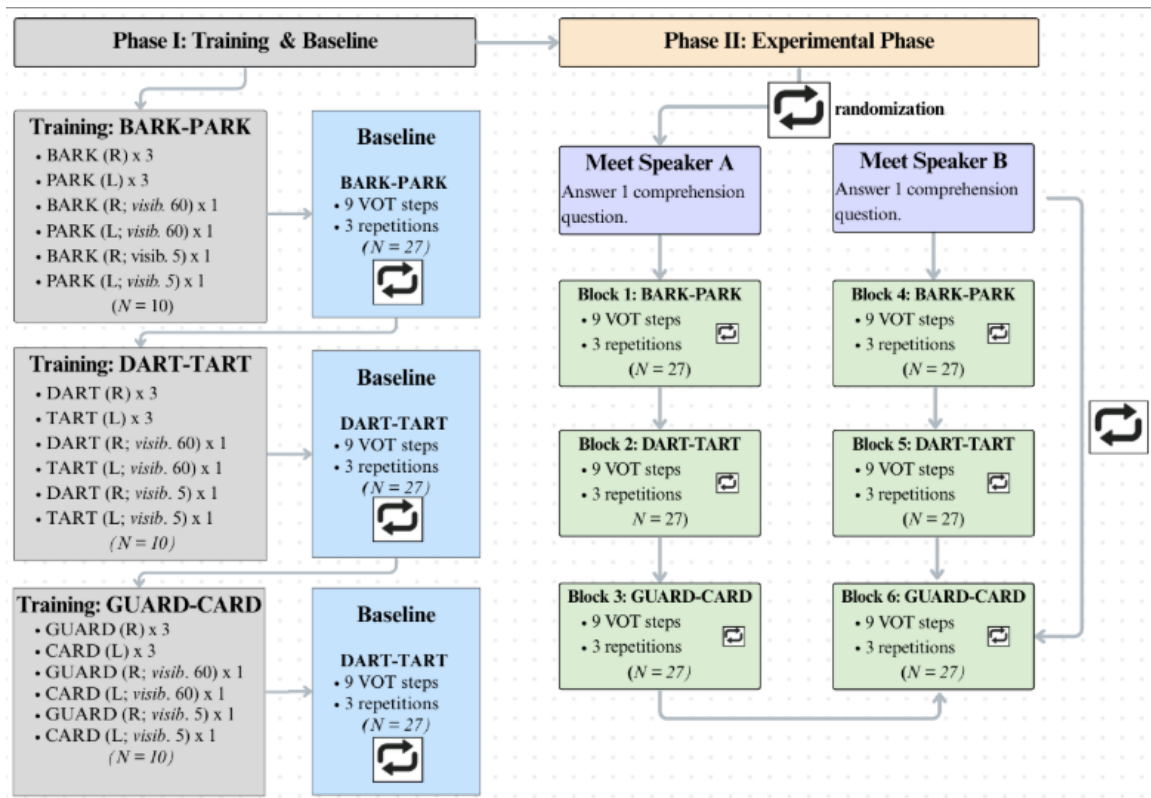 Phase I: Training & Baseline
Training: BARK-PARK
• BARK (R) x 3
• PARK (L) x 3
• BARK (R; visib. 60) x 1
• PARK (L; visib. 60) x 1
• BARK (R; visib. 5) x 1
• PARK (L; visib. 5) x 1
(N = 10)
Baseline
BARK-PARK
• 9 VOT steps
• 3 repetitions
(N = 27)
Training: DART-TART
• DART (R) x 3
• TART (L) x 3
• DART (R; visib. 60) x 1
• TART (L; visib. 60) x 1
• DART (R; visib. 5) x 1
• TART (L; visib. 5) x 1
(N = 10)
Baseline
DART-TART
• 9 VOT steps
• 3 repetitions
(N = 27)
Training: GUARD-CARD
• GUARD (R) x 3
• CARD (L) x 3
• GUARD (R; visib. 60) x 1
• CARD (L; visib. 60) x 1
• GUARD (R; visib. 5) x 1
• CARD (L; visib. 5) x 1
(N = 10)
Baseline
DART-TART
• 9 VOT steps
• 3 repetitions
(N = 27)
Phase II: Experimental Phase
randomization
Meet Speaker A
Answer 1 comprehension
question.
Block 1: BARK-PARK
• 9 VOT steps
• 3 repetitions
(N = 27)
Block 2: DART-TART
• 9 VOT steps
• 3 repetitions
N = 27)
Block 3: GUARD-CARD
• 9 VOT steps
• 3 repetitions
(N = 27)
Meet Speaker B
Answer 1 comprehension
question.
Block 4: BARK-PARK
• 9 VOT steps
• 3 repetitions
(N = 27)
Block 5: DART-TART
• 9 VOT steps
• 3 repetitions
(N = 27)
Block 6: GUARD-CARD
• 9 VOT steps
• 3 repetitions
(N = 27)